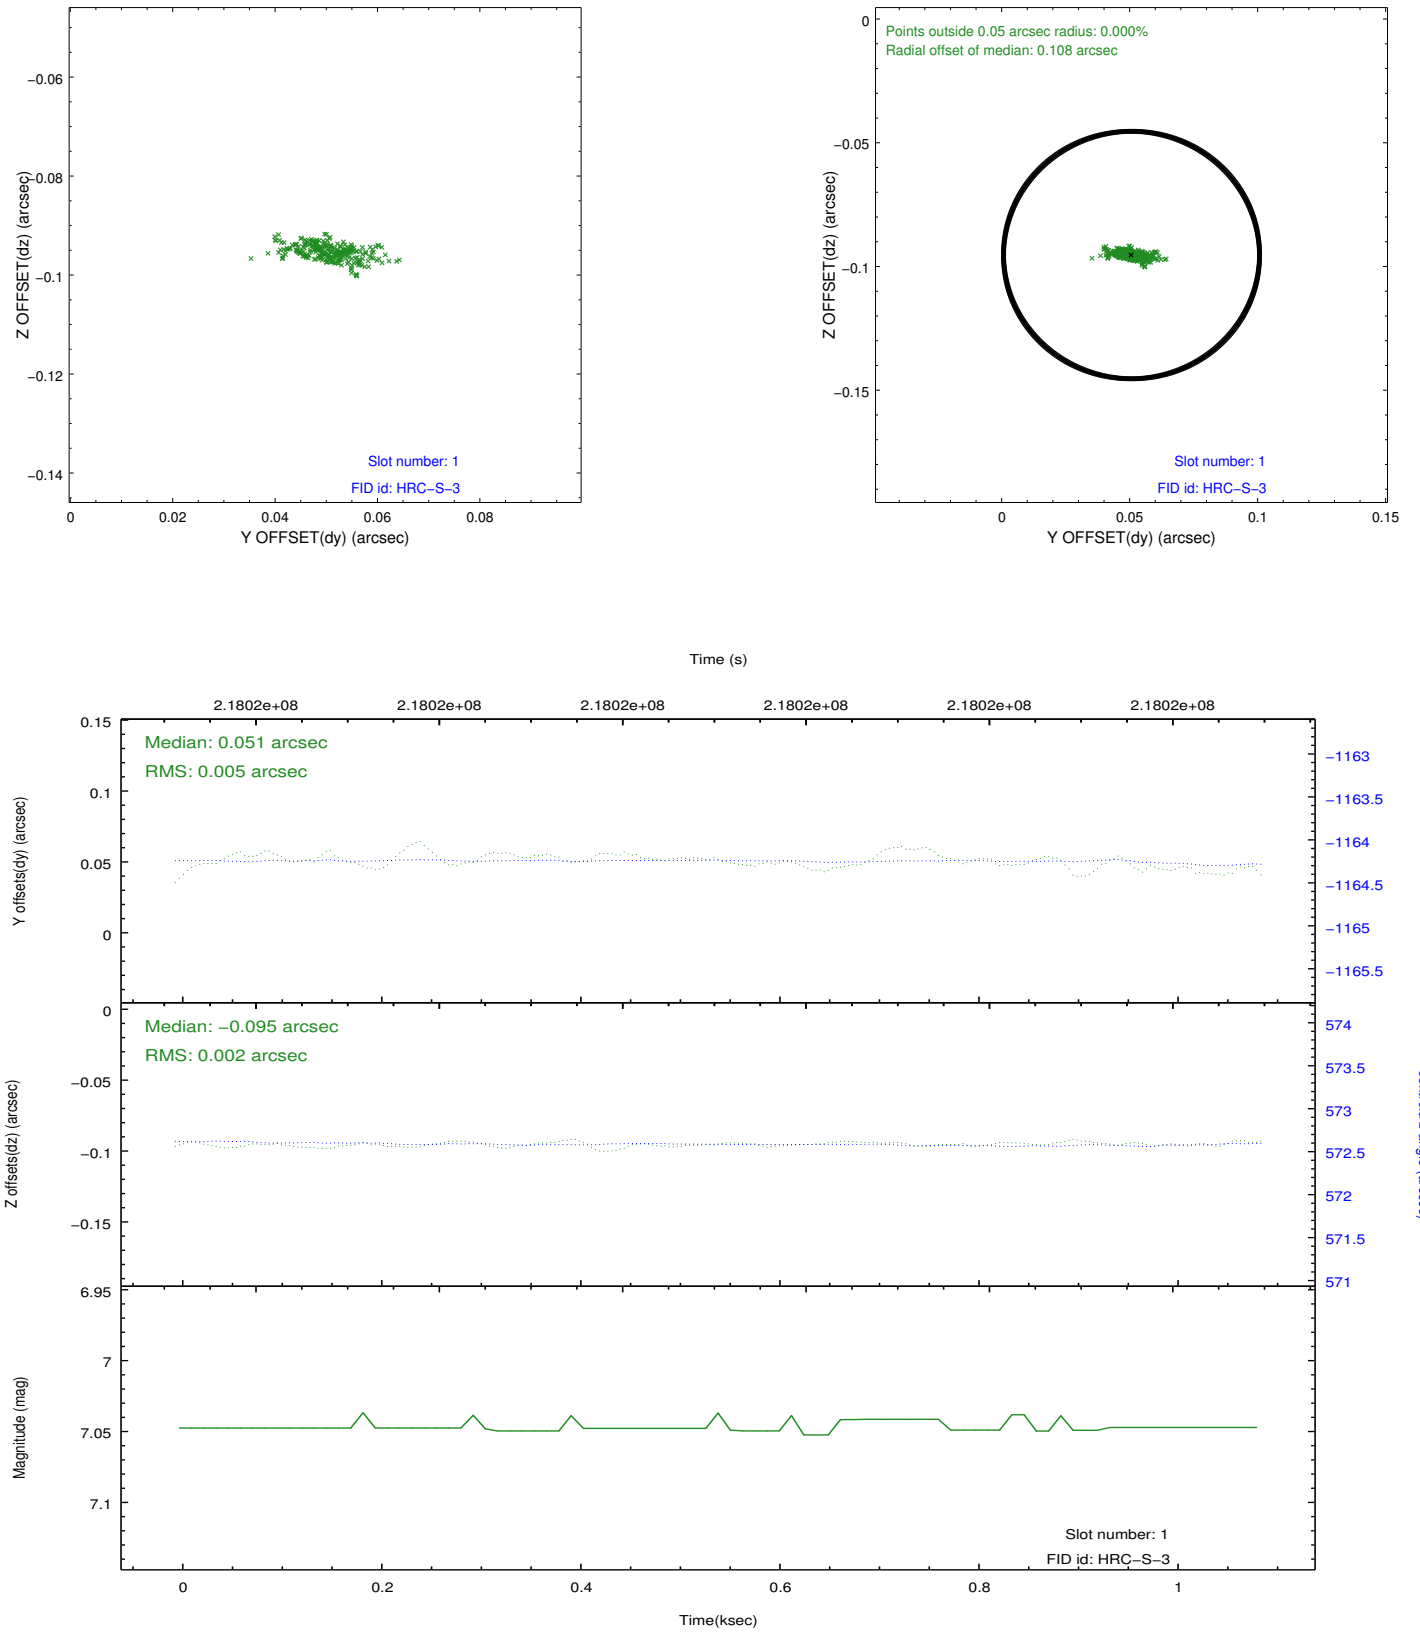 −0.06
−0.08
−0.1
−0.12
−0.14
Z OFFSET(dz) (arcsec)
Slot number: 1
FID id: HRC−S−3
0 0.02 0.04 0.06 0.08
Y OFFSET(dy) (arcsec)
Points outside 0.05 arcsec radius: 0.000%
Radial offset of median: 0.108 arcsec
0
−0.05
−0.1
−0.15
Z OFFSET(dz) (arcsec)
Slot number: 1
FID id: HRC−S−3
0 0.05 0.1 0.15
Y OFFSET(dy) (arcsec)
Time (s)
2.1802e+08 2.1802e+08 2.1802e+08 2.1802e+08 2.1802e+08 2.1802e+08
Median: 0.051 arcsec
RMS: 0.005 arcsec
0.15
0.1
0.05
0
Y offsets(dy) (arcsec)
−1163
−1163.5
−1164
−1164.5
−1165
−1165.5
Median: −0.095 arcsec
RMS: 0.002 arcsec
0
−0.05
−0.1
−0.15
Z offsets(dz) (arcsec)
574
573.5
573
572.5
572
571.5
571
6.95
7
7.05
7.1
Magnitude (mag)
Slot number: 1
FID id: HRC−S−3
0 0.2 0.4 0.6 0.8 1
Time(ksec)